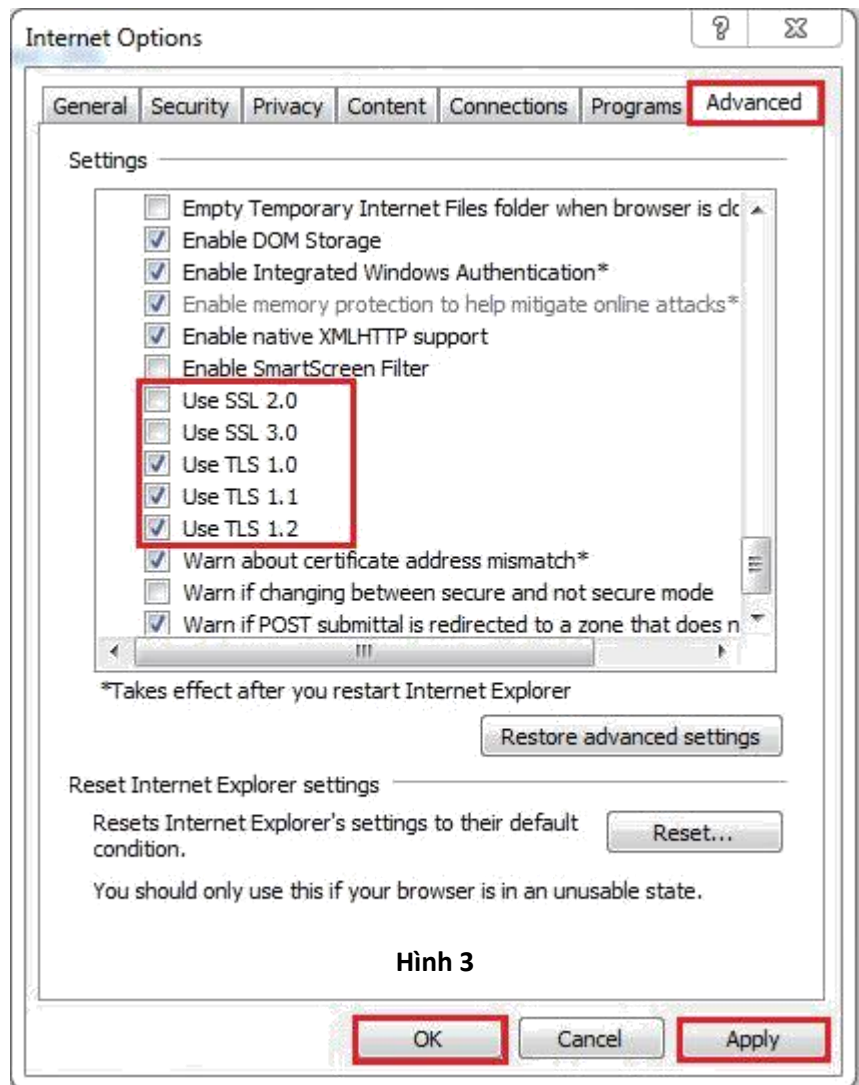 Internet Options
General Security Privacy Content Connections Programs Advanced
Settings
Empty Temporary Internet Files folder when browser is
Enable DOM Storage
Enable Integrated Windows Authentication*
Enable memory protection to help mitigate online attacks*
Enable native XMLHTTP support
Enable SmartScreen Filter
Use SSL 2.0
Use SSL 3.0
Use TLS 1.0
Use TLS 1.1
Use TLS 1.2
Warn about certificate address mismatch*
Warn if changing between secure and not secure mode
Warn if POST submittal is redirected to a zone that does n
*Takes effect after you restart Internet Explorer
Restore advanced settings
Reset Internet Explorer settings
Resets Internet Explorer's settings to their default
condition.
Reset...
You should only use this if your browser is in an unusable state.
Hình 3
OK Cancel Apply